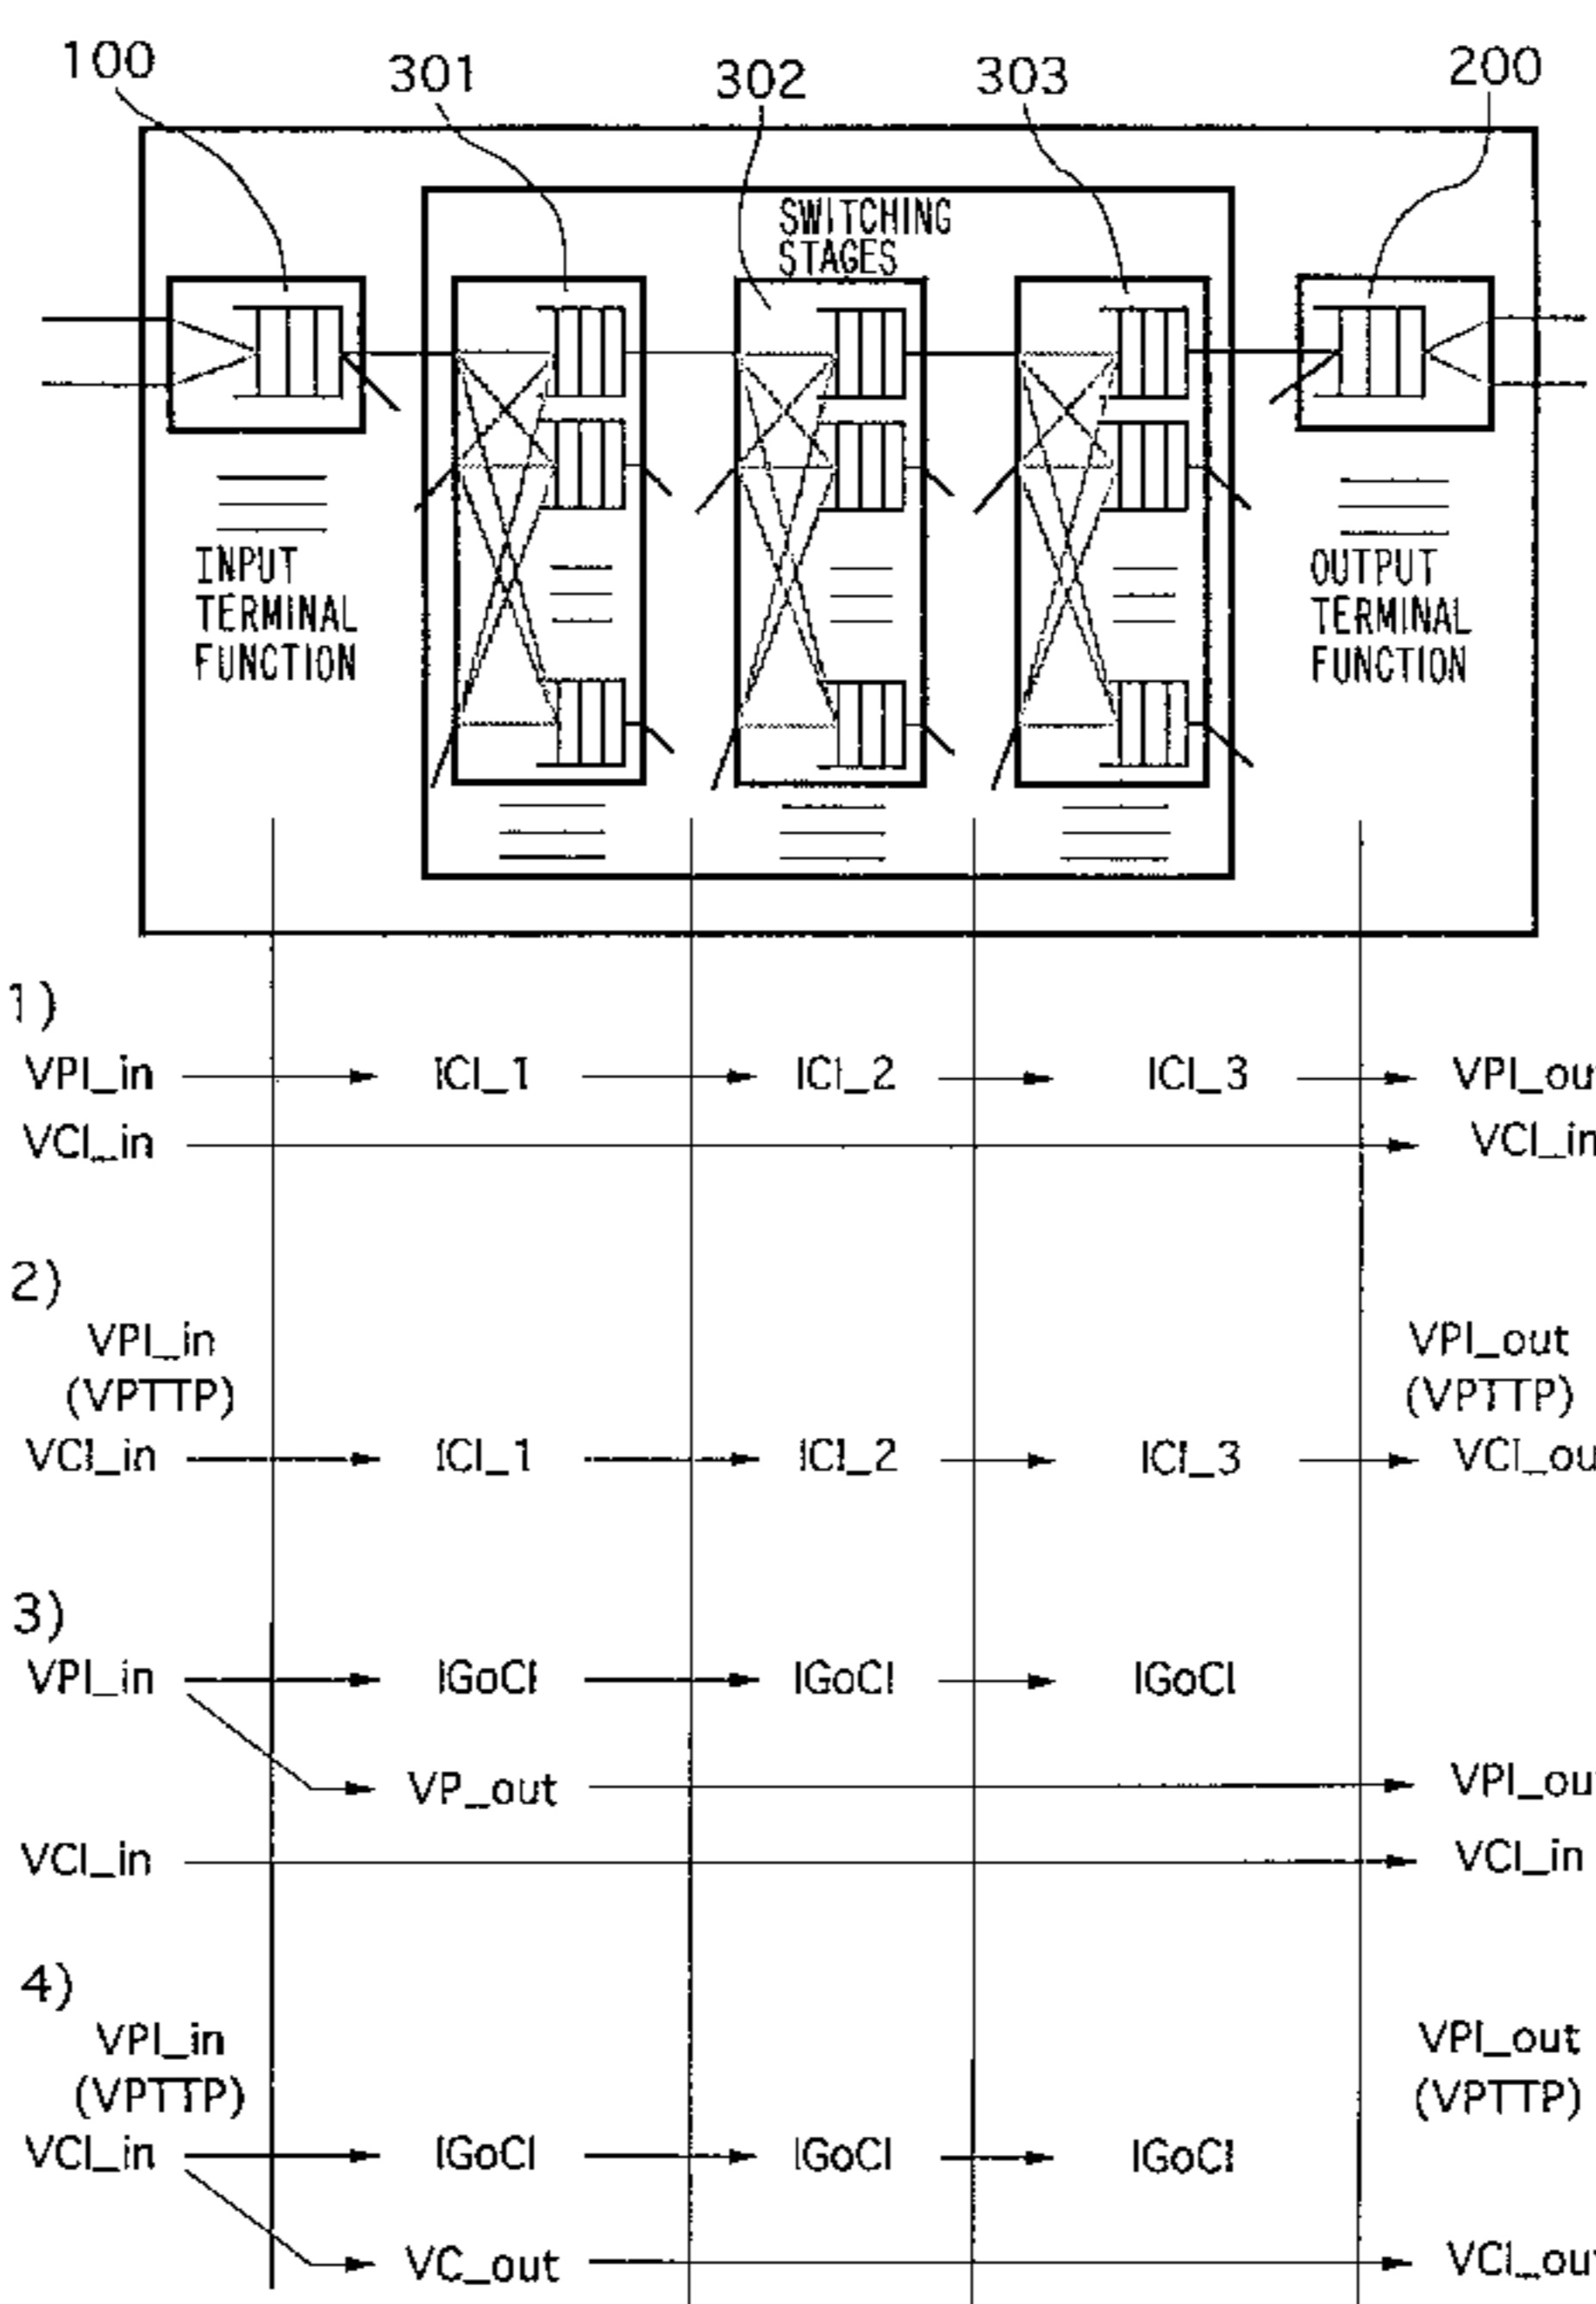 100 301 302 303 200
SWITCHING
STAGES
INPUT
TERMINAL
FUNCTION
OUTPUT
TERMINAL
FUNCTION
1)
VPI_in ICI_1 ICI_2 ICI_3 VPI_ou
VCI_in VCI_in
2)
VPI_in VPI_out
(VPTTP) (VPTTP)
VCI_in ICI_1 ICI_2 ICI_3 VCI_ou
3)
VPI_in IGoCI IGoCI IGoCI
VP_out VPI_out
VCI_in VCI_in
4)
VPI_in VPI_out
(VPTTP) (VPTTP)
VCI_in IGoCI IGoCI IGoCI
VC_out VCI_out